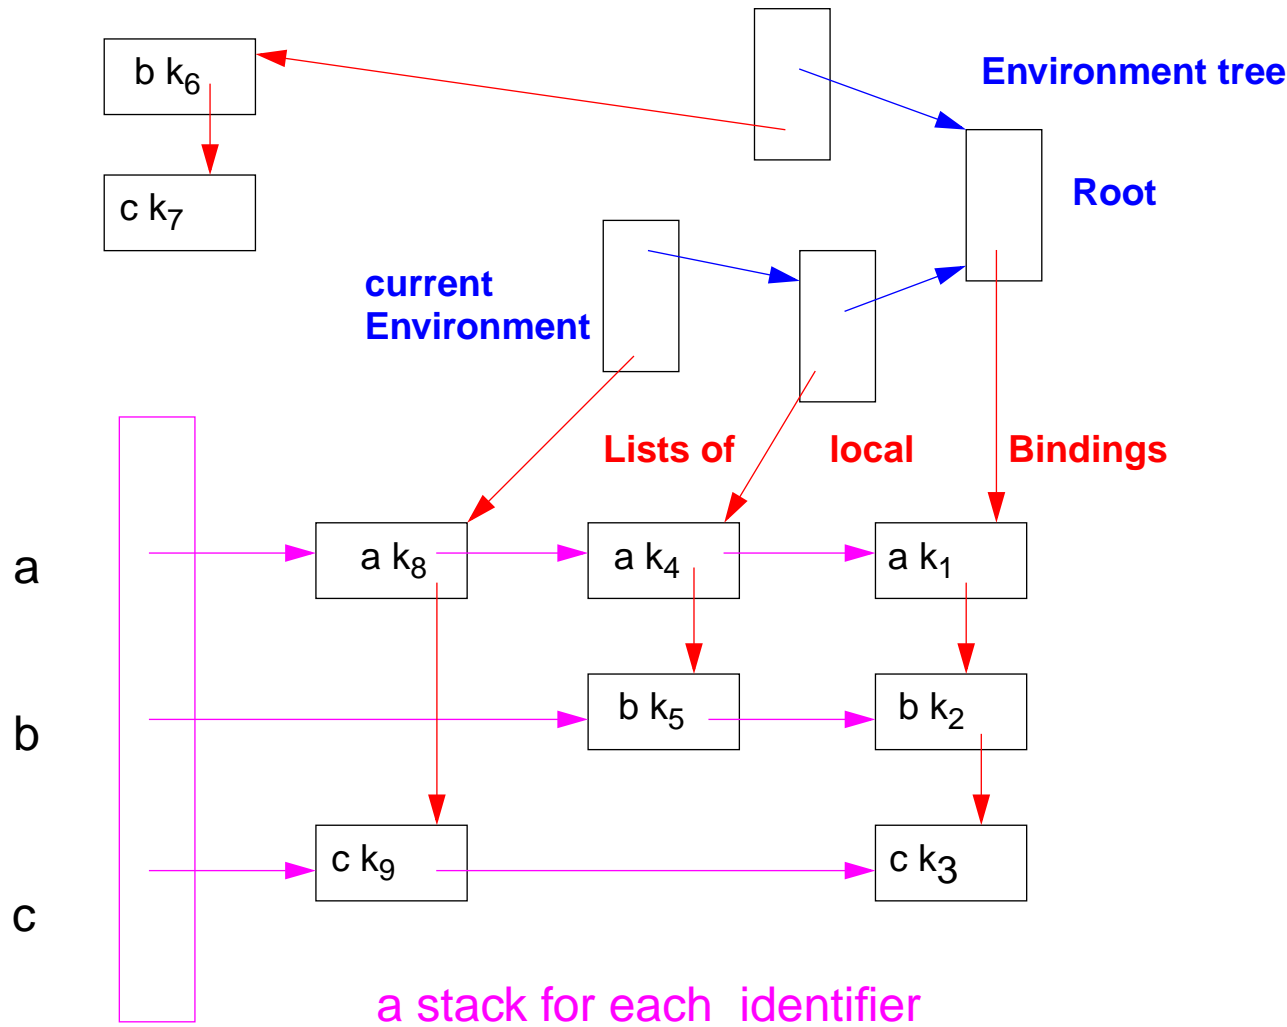 b k6
Environment tree
c k7
Root
current
Environment
Lists of local Bindings
a
a k8
a k4
a k1
b
b k5
b k2
c
c k9
c k3
a stack for each identifier